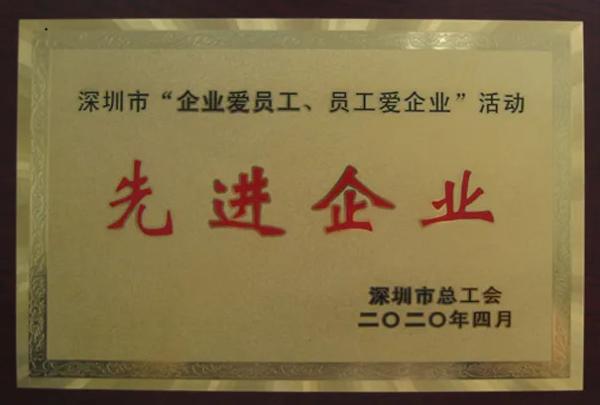 深圳市“企业爱员工、员工爱企业”活动
先进企业
深圳市总工会
二〇二〇年四月